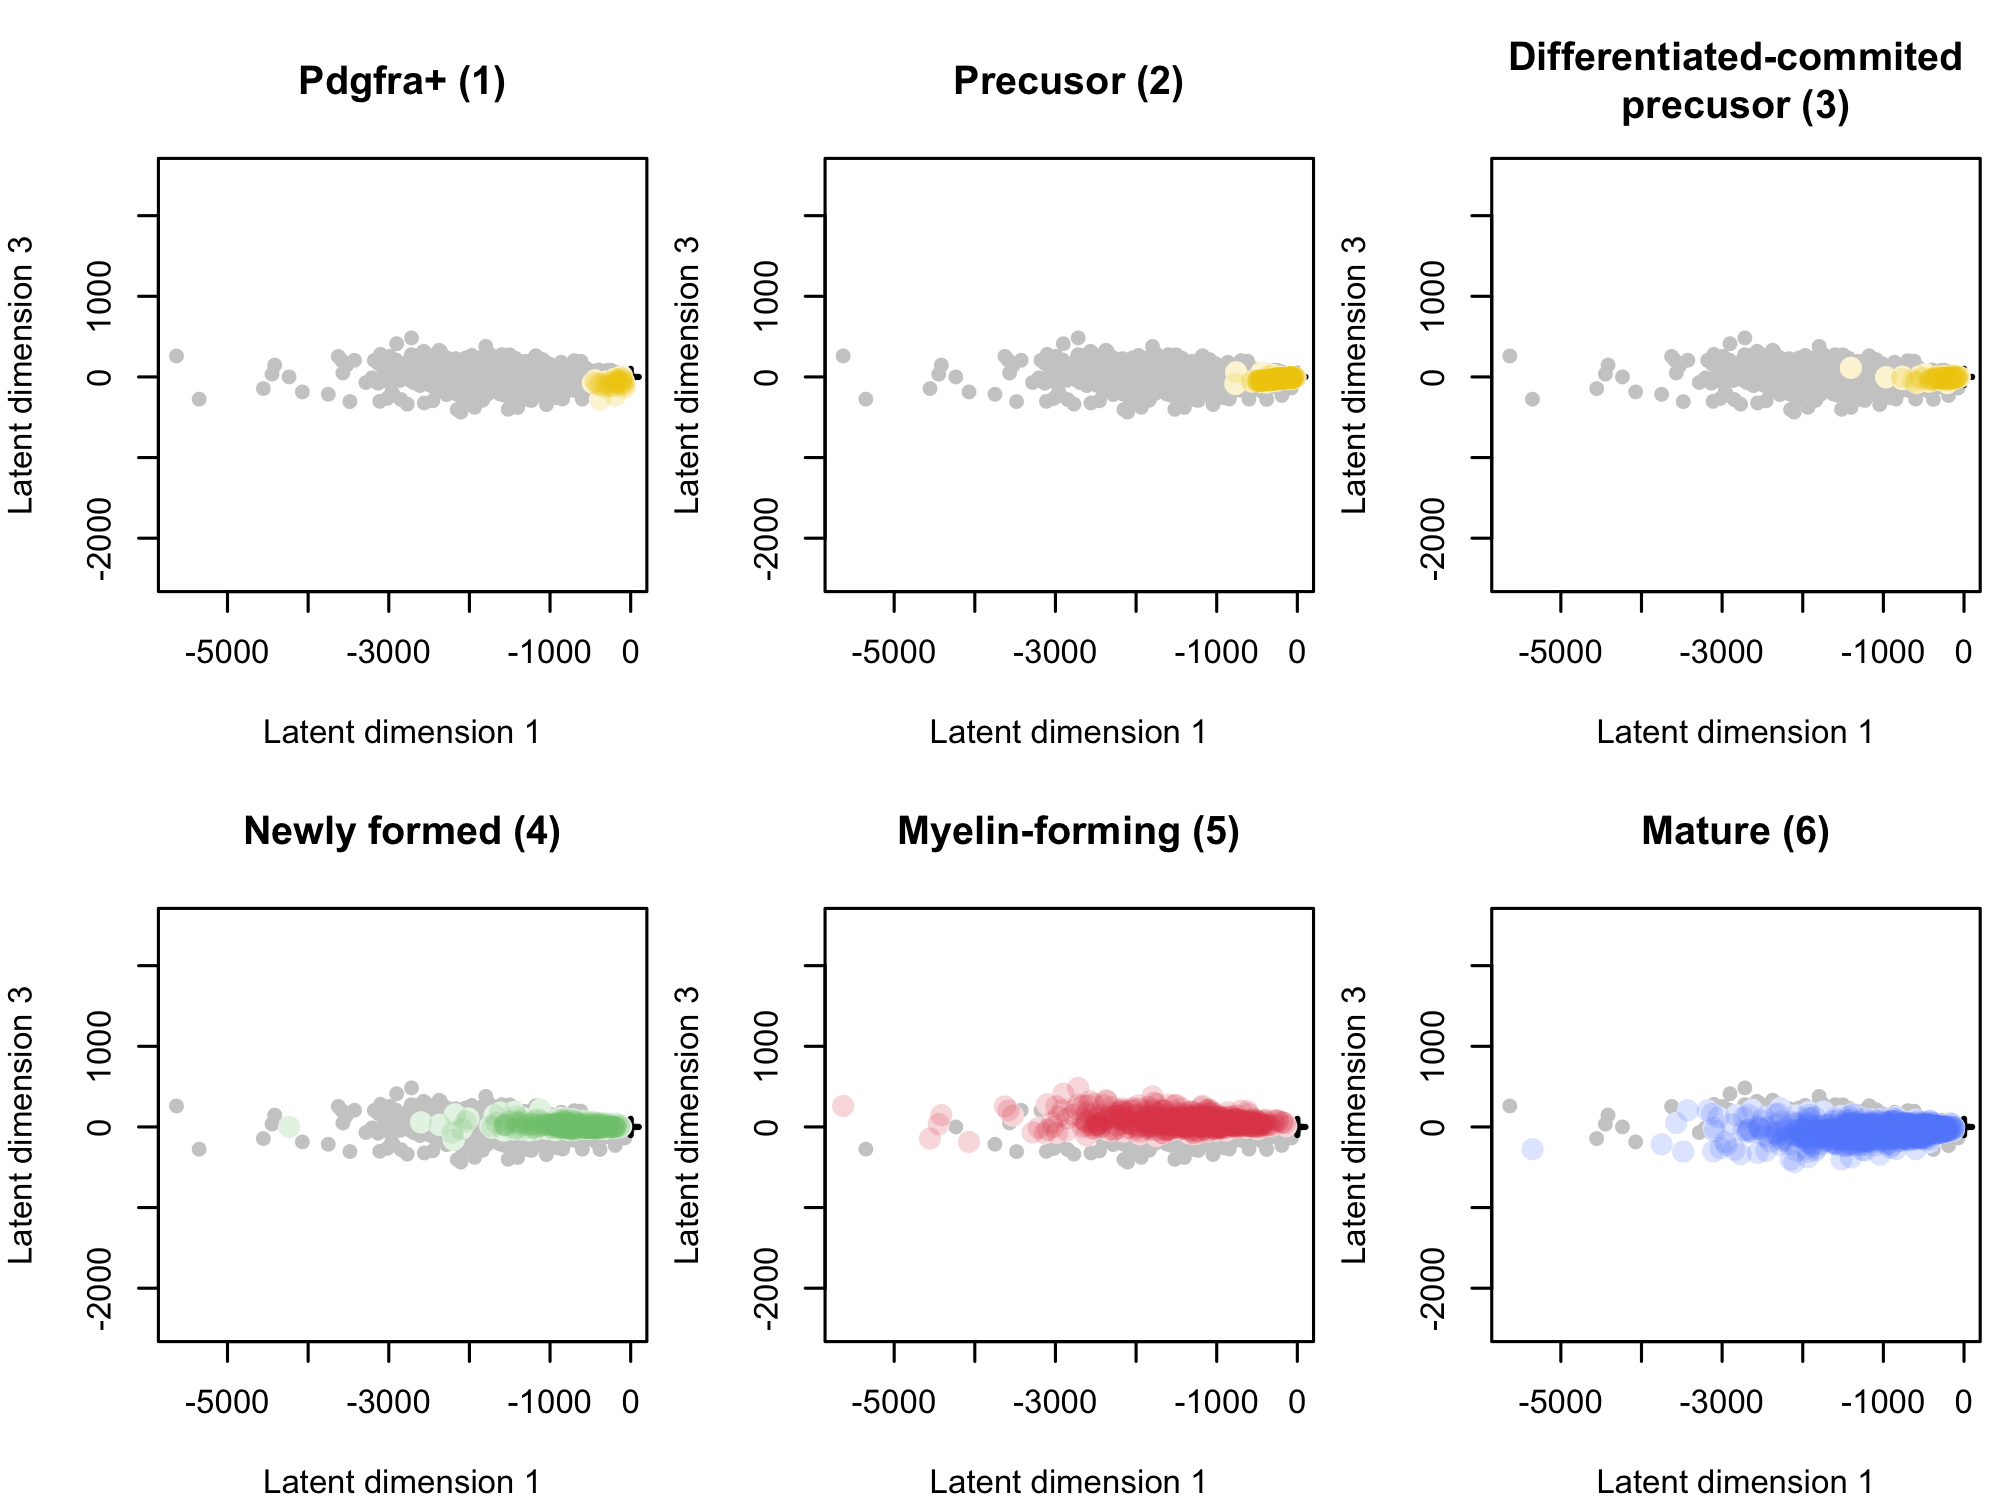 Pdgfra+ (1)
Latent dimension 3
1000
0
-2000
-5000 -3000 -1000 0
Latent dimension 1
Precusor (2)
Latent dimension 3
1000
0
-2000
-5000 -3000 -1000 0
Latent dimension 1
Differentiated-commited
precusor (3)
Latent dimension 3
1000
0
-2000
-5000 -3000 -1000 0
Latent dimension 1
Newly formed (4)
Latent dimension 3
1000
0
-2000
-5000 -3000 -1000 0
Latent dimension 1
Myelin-forming (5)
Latent dimension 3
1000
0
-2000
-5000 -3000 -1000 0
Latent dimension 1
Mature (6)
Latent dimension 3
1000
0
-2000
-5000 -3000 -1000 0
Latent dimension 1